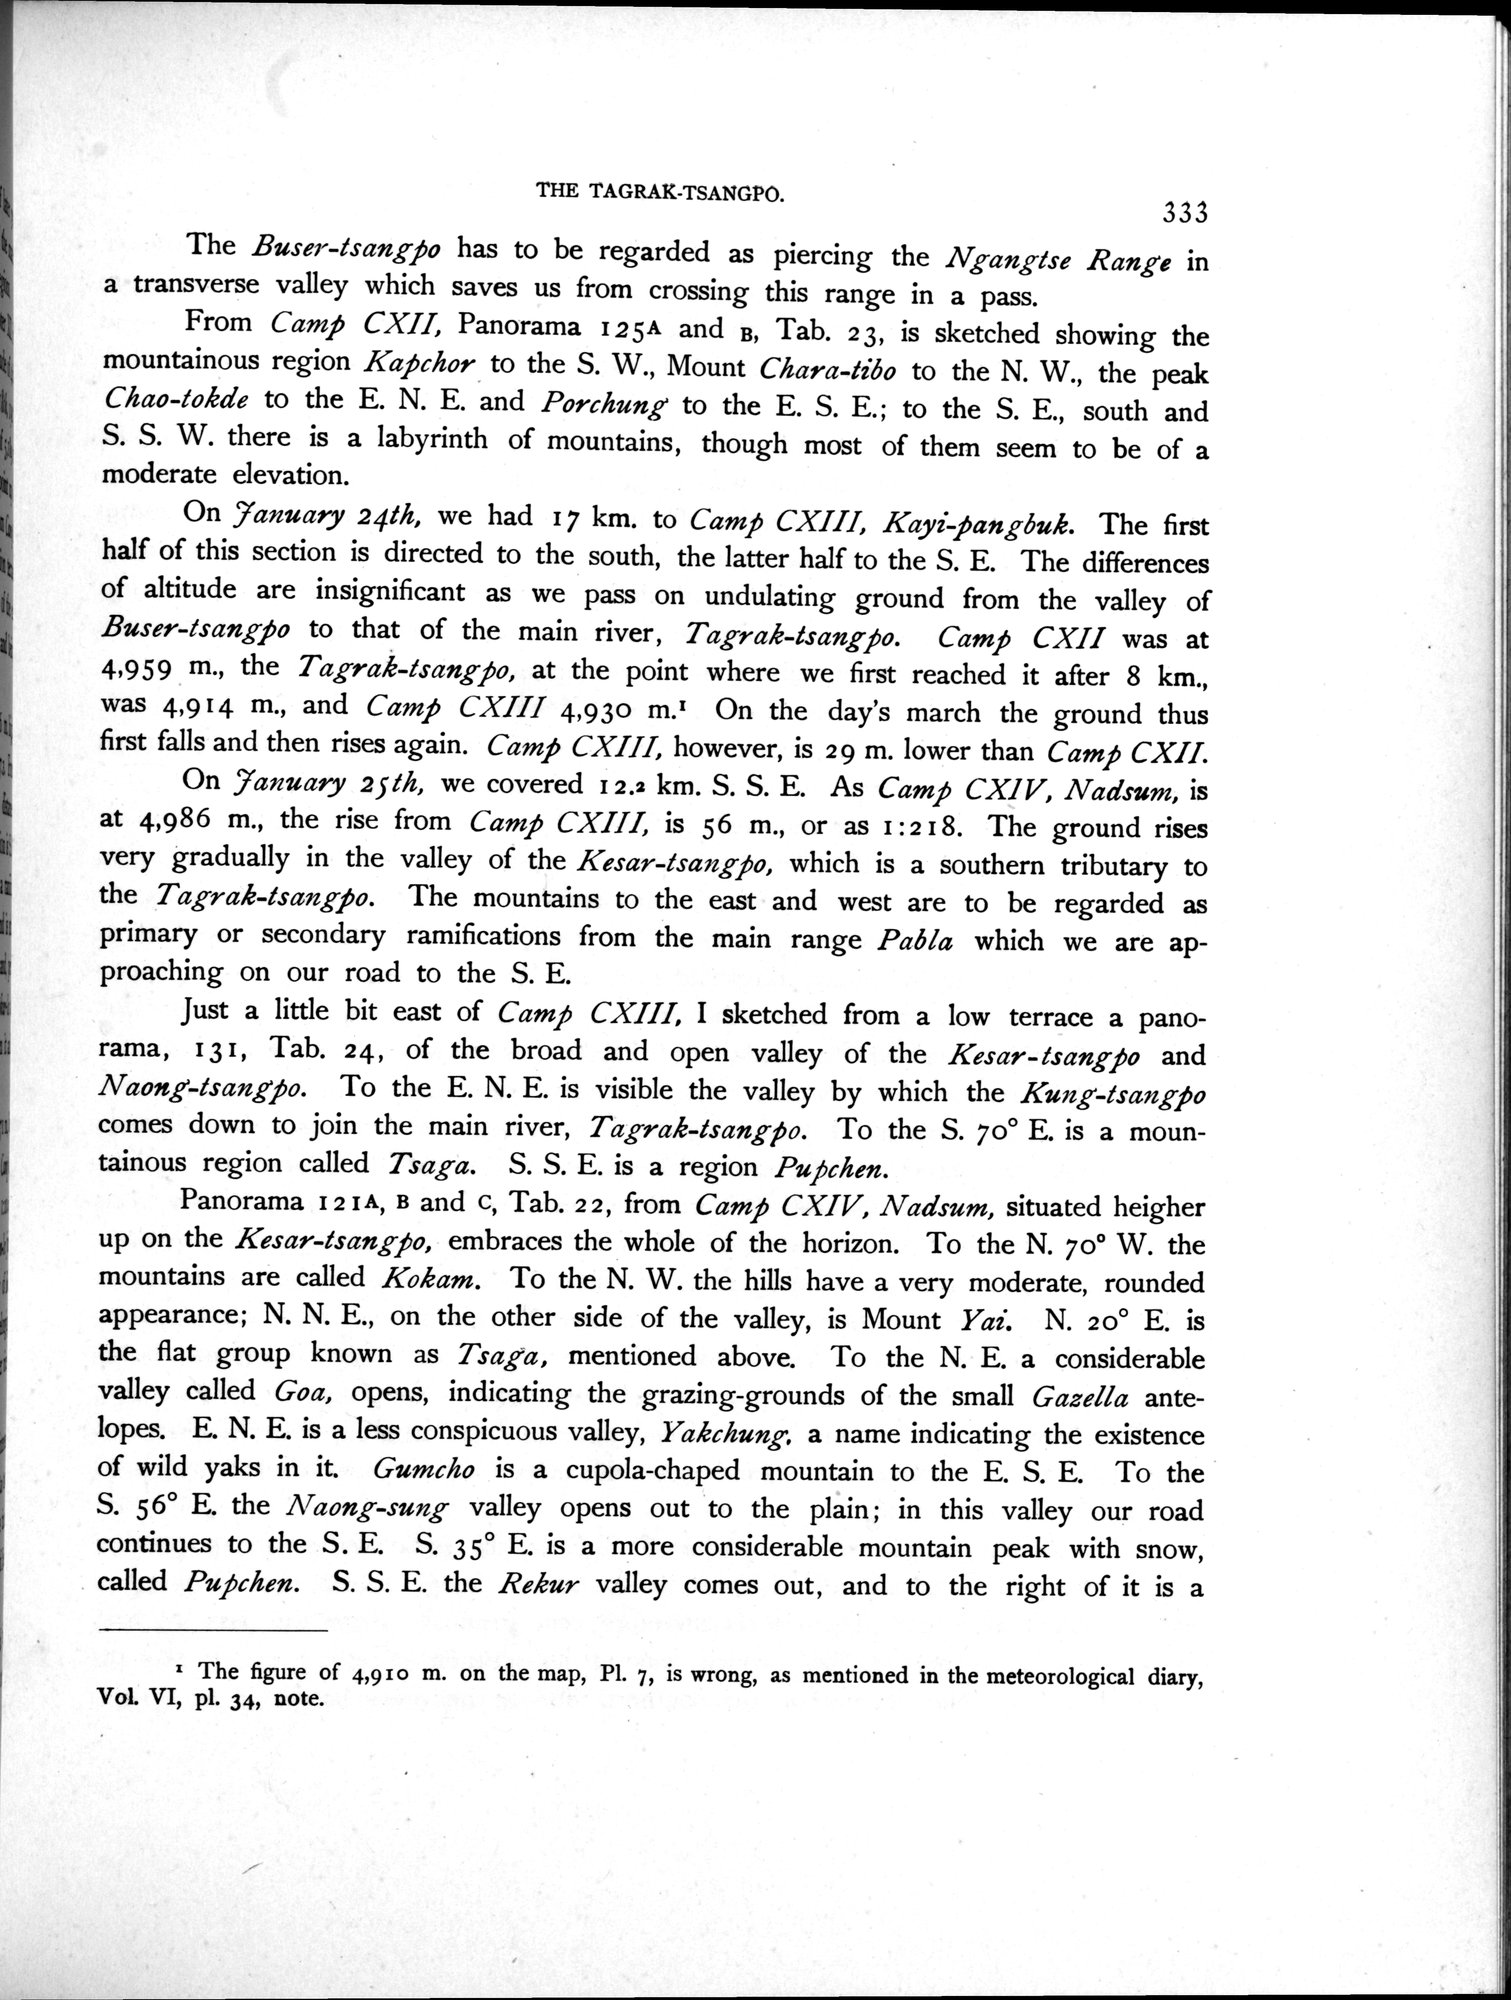 THE TAGRAK-TSANGPO.
333
The Buser-tsangpo has to be regarded as piercing the Ngangtse Range in
a transverse valley which saves us from crossing this range in a pass.
From Camp CXII, Panorama 125A and B, Tab. 23, is sketched showing the
mountainous region Kapchor to the S. W., Mount Chara-tibo to the N. W., the peak
Chao-tokde to the E. N. E. and Porchung to the E. S. E.; to the S. E., south and
S. S. W. there is a labyrinth of mountains, though most of them seem to be of a
moderate elevation.
On January 24th, we had 17 km. to Camp CXIII, Kayi-pangbuk. The first
half of this section is directed to the south, the latter half to the S. E. The differences
of altitude are insignificant as we pass on undulating ground from the valley of
Buser-tsangpo to that of the main river, Tagrak-tsangpo. Camp CXII was at
4,959 m., the Tagrak-tsangpo, at the point where we first reached it after 8 km.,
was 4,914 m., and Camp CXIII 4,930 m.¹ On the day's march the ground thus
first falls and then rises again. Camp CXIII, however, is 29 m. lower than Camp CXII.
On January 25th, we covered 12.2 km. S. S. E. As Camp CXIV, Nadsum, is
at 4,986 m., the rise from Camp CXIII, is 56 m., or as 1:218. The ground rises
very gradually in the valley of the Kesar-tsangpo, which is a southern tributary to
the Tagrak-tsangpo. The mountains to the east and west are to be regarded as
primary or secondary ramifications from the main range Pabla which we are ap-
proaching on our road to the S. E.
Just a little bit east of Camp CXIII, I sketched from a low terrace a pano-
rama, 131, Tab. 24, of the broad and open valley of the Kesar-tsangpo and
Naong-tsangpo. To the E. N. E. is visible the valley by which the Kung-tsangpo
comes down to join the main river, Tagrak-tsangpo. To the S. 70° E. is a moun-
tainous region called Tsaga. S. S. E. is a region Pupchen.
Panorama 121A, B and C, Tab. 22, from Camp CXIV, Nadsum, situated heigher
up on the Kesar-tsangpo, embraces the whole of the horizon. To the N. 70° W. the
mountains are called Kokam. To the N. W. the hills have a very moderate, rounded
appearance; N. N. E., on the other side of the valley, is Mount Yai. N. 20° E. is
the flat group known as Tsaga, mentioned above. To the N. E. a considerable
valley called Goa, opens, indicating the grazing-grounds of the small Gazella ante-
lopes. E. N. E. is a less conspicuous valley, Yakchung, a name indicating the existence
of wild yaks in it. Gumcho is a cupola-chaped mountain to the E. S. E. To the
S. 56° E. the Naong-sung valley opens out to the plain; in this valley our road
continues to the S. E. S. 35° E. is a more considerable mountain peak with snow,
called Pupchen. S. S. E. the Rekur valley comes out, and to the right of it is a
¹ The figure of 4,910 m. on the map, Pl. 7, is wrong, as mentioned in the meteorological diary,
Vol. VI, pl. 34, note.